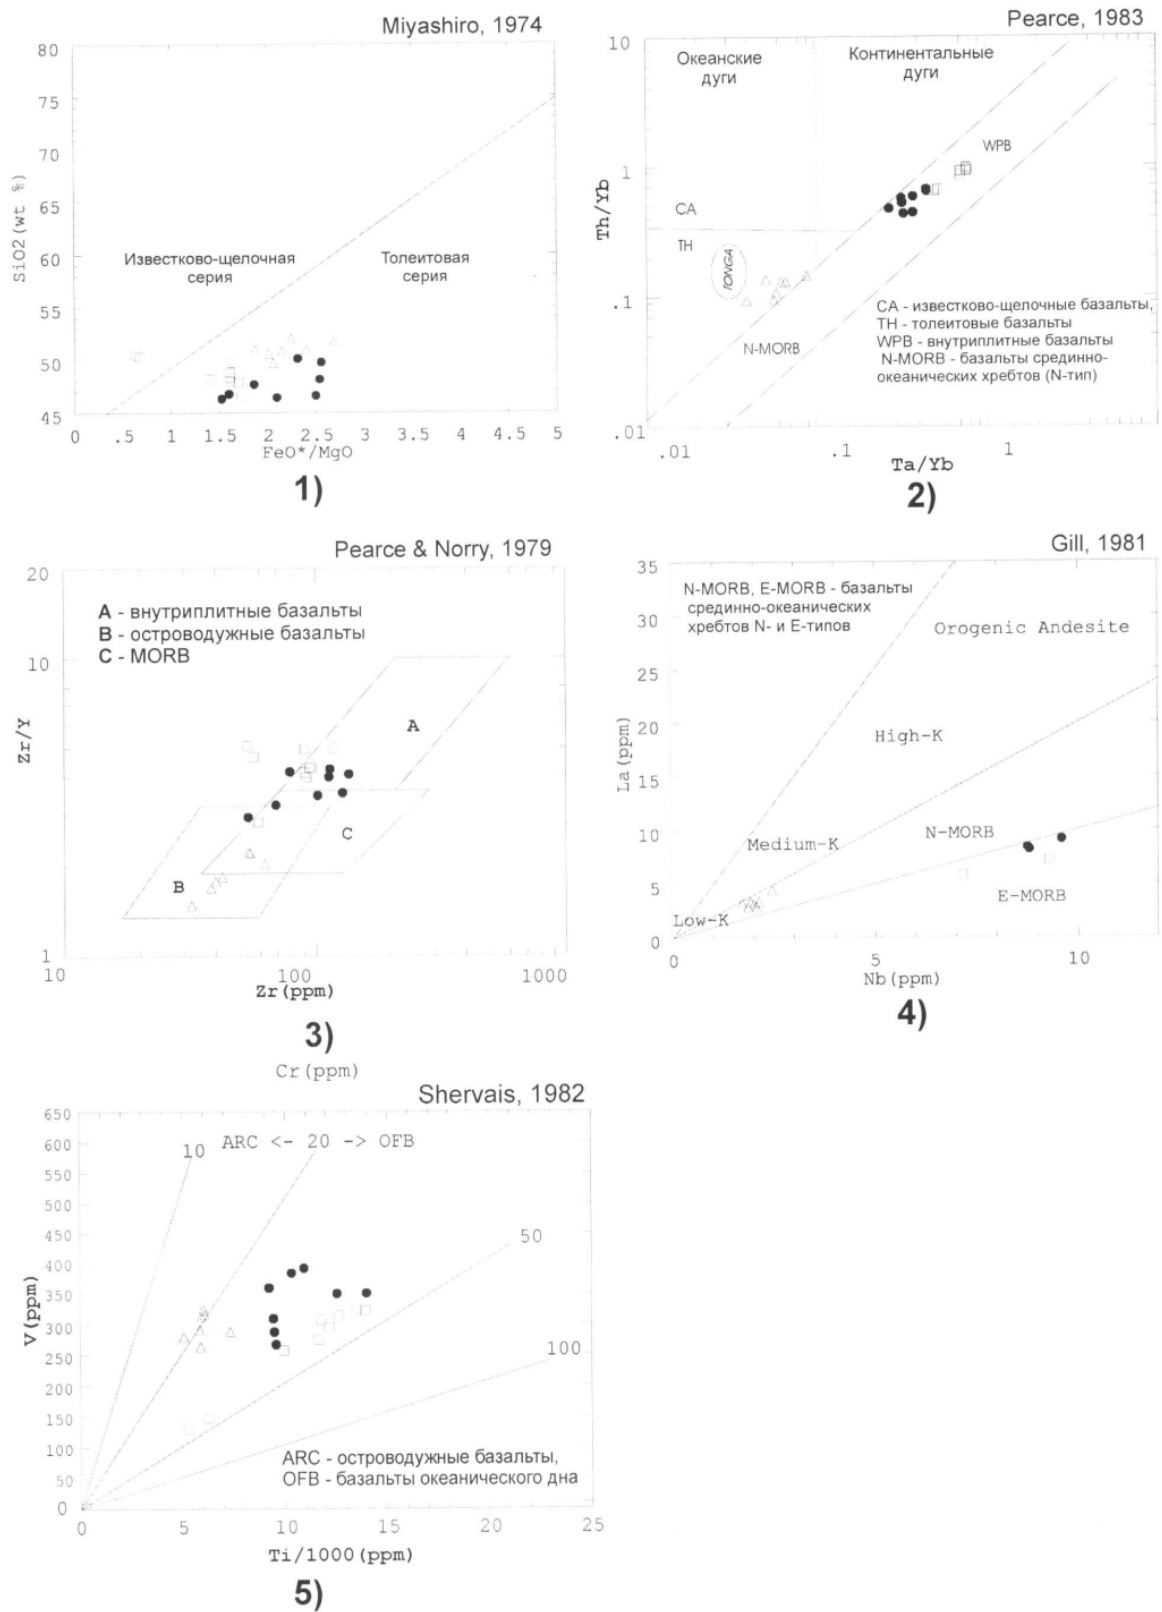 Miyashiro, 1974
80
75
70
65
60
55
50
45
SiO2(wt %)
Известково-щелочная
серия
Толеитовая
серия
0 .5 1 1.5 2 2.5 3 3.5 4 4.5 5
FeO*/MgO
1)
Pearce, 1983
10
1
.1
.01
Th/Yb
Океанские
дуги
Континентальные
дуги
WPB
CA
TH
TONGA
N-MORB
CA - известково-щелочные базальты,
TH - толеитовые базальты
WPB - внутриплитные базальты
N-MORB - базальты срединно-
океанических хребтов (N-тип)
.01 .1 1
Ta/Yb
2)
Pearce & Norry, 1979
20
10
1
Zr/Y
A - внутриплитные базальты
B - островодужные базальты
C - MORB
A
C
B
10 100 1000
Zr(ppm)
3)
Gill, 1981
35
30
25
20
15
10
5
0
La(ppm)
N-MORB, E-MORB - базальты
срединно-океанических
хребтов N- и E-типов
Orogenic Andesite
High-K
N-MORB
Medium-K
E-MORB
Low-K
0 5 10
Nb(ppm)
4)
Cr(ppm)
Shervais, 1982
650
600
550
500
450
400
350
300
250
200
150
100
50
0
V(ppm)
10 ARC <- 20 -> OFB
50
100
ARC - островодужные базальты,
OFB - базальты океанического дна
0 5 10 15 20 25
Ti/1000(ppm)
5)